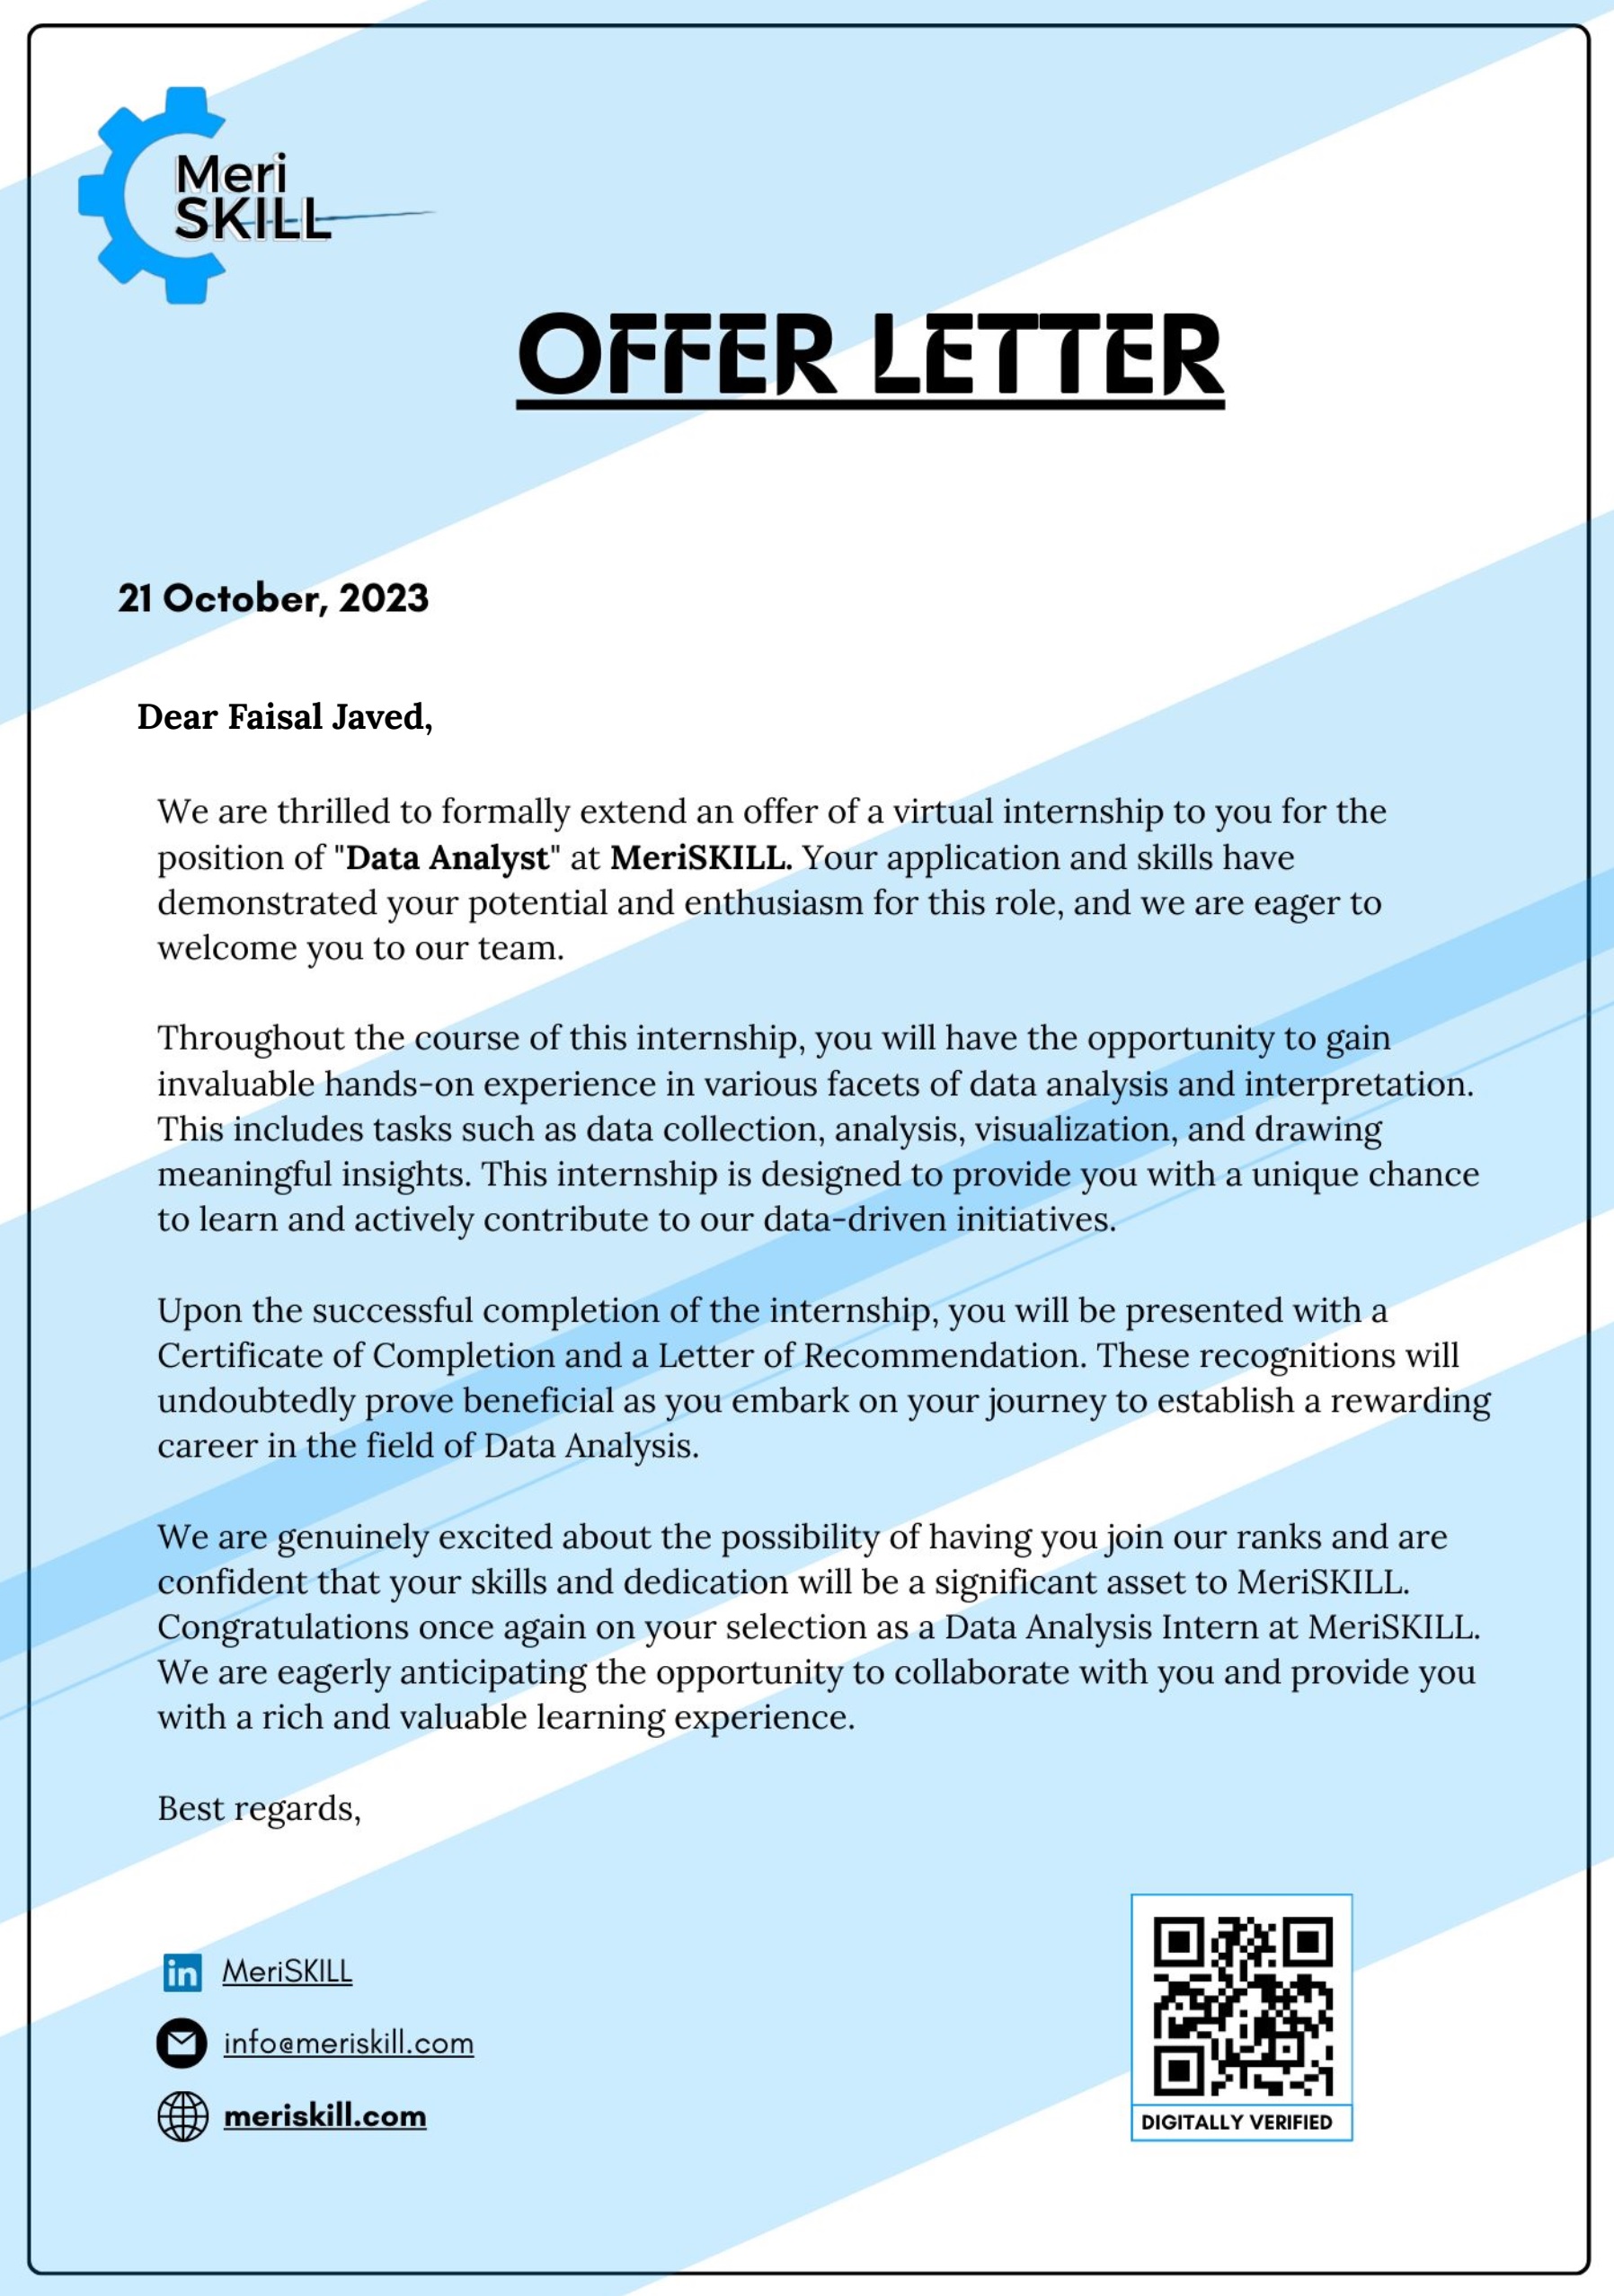 Meri
SKILL
OFFER LETTER
21 October, 2023
Dear Faisal Javed,
We are thrilled to formally extend an offer of a virtual internship to you for the
position of "Data Analyst" at MeriSKILL. Your application and skills have
demonstrated your potential and enthusiasm for this role, and we are eager to
welcome you to our team.
Throughout the course of this internship, you will have the opportunity to gain
invaluable hands-on experience in various facets of data analysis and interpretation.
This includes tasks such as data collection, analysis, visualization, and drawing
meaningful insights. This internship is designed to provide you with a unique chance
to learn and actively contribute to our data-driven initiatives.
Upon the successful completion of the internship, you will be presented with a
Certificate of Completion and a Letter of Recommendation. These recognitions will
undoubtedly prove beneficial as you embark on your journey to establish a rewarding
career in the field of Data Analysis.
We are genuinely excited about the possibility of having you join our ranks and are
confident that your skills and dedication will be a significant asset to MeriSKILL.
Congratulations once again on your selection as a Data Analysis Intern at MeriSKILL.
We are eagerly anticipating the opportunity to collaborate with you and provide you
with a rich and valuable learning experience.
Best regards,
in MeriSKILL
info@meriskill.com
meriskill.com
DIGITALLY VERIFIED